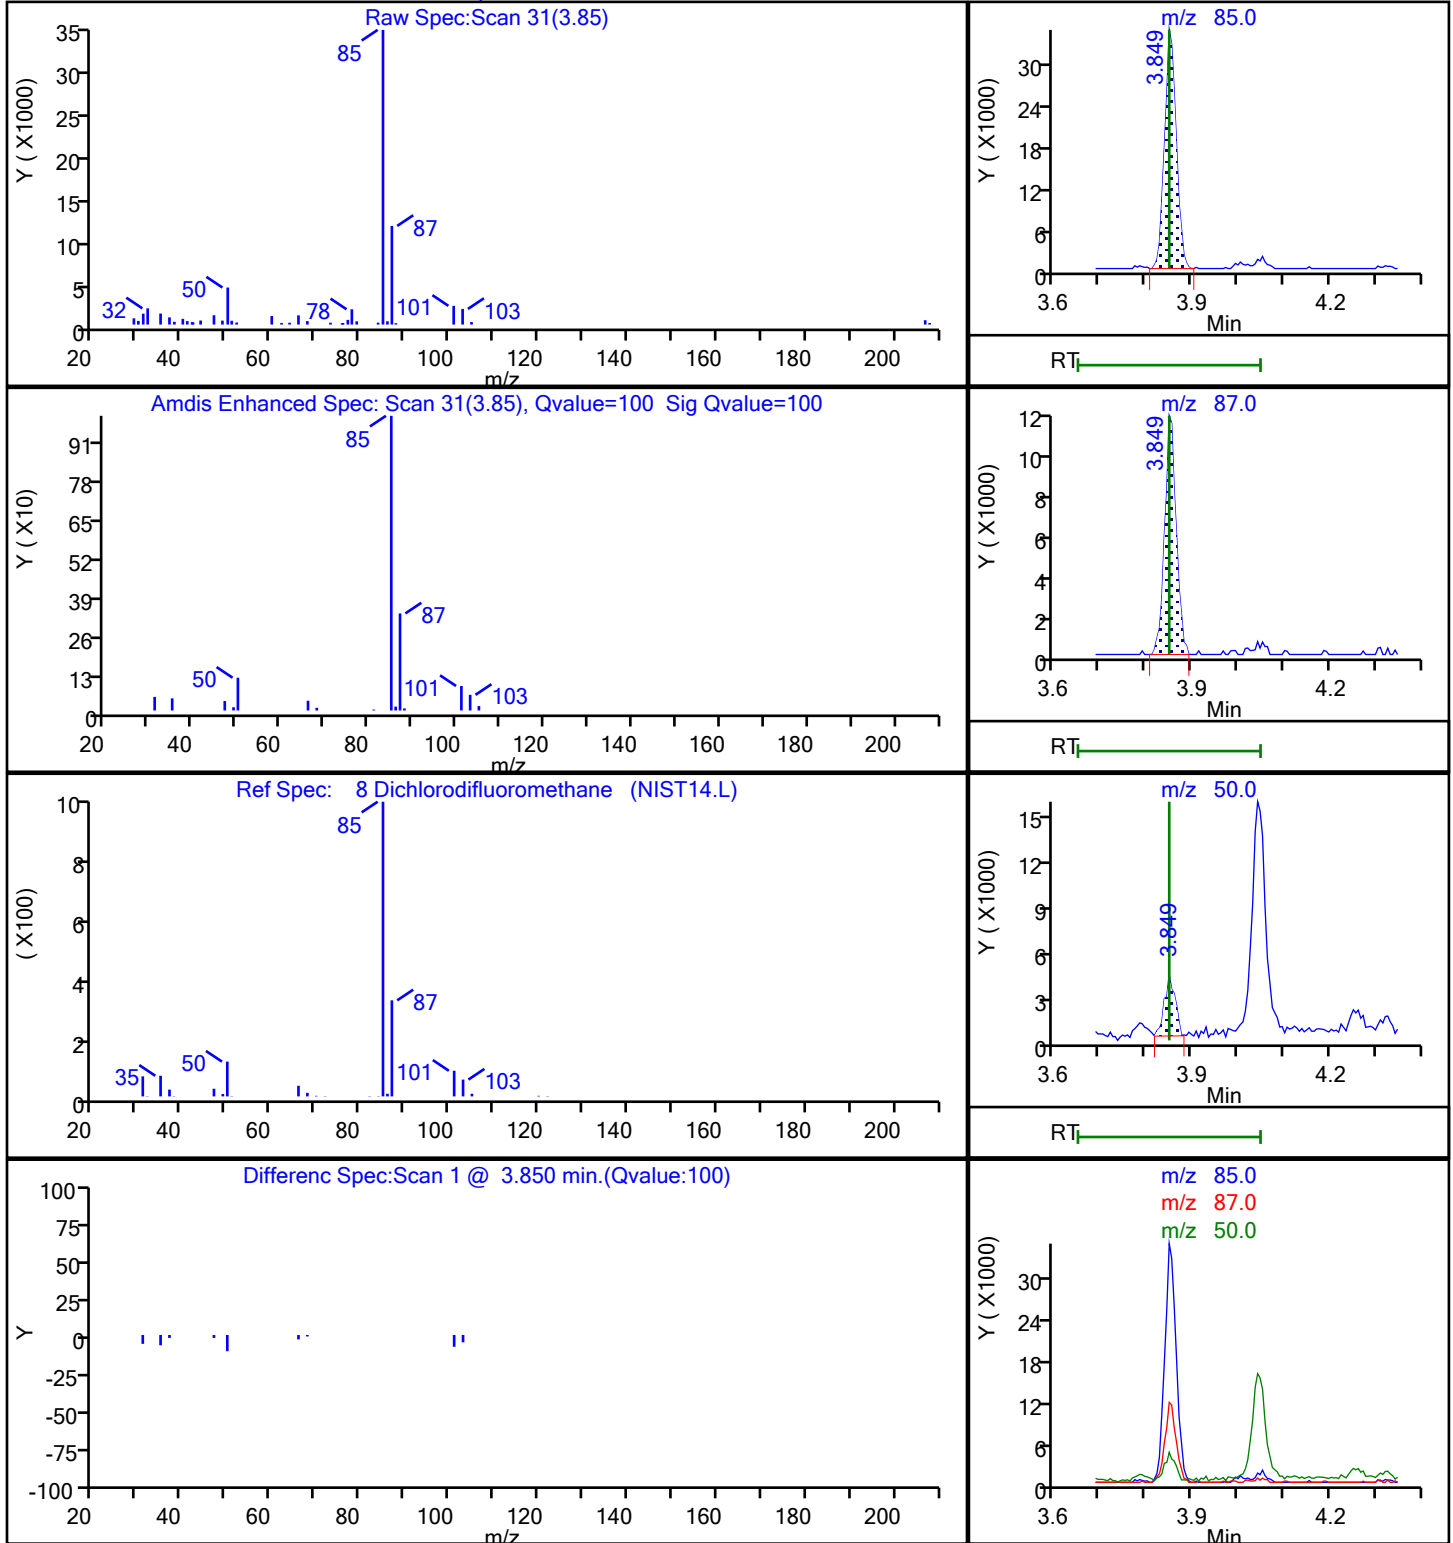 Raw Spec:Scan 31(3.85)
Y ( X1000)
35
30
25
20
15
10
5
0
85
87
50
32
78
101
103
20 40 60 80 100 120 140 160 180 200
m/z
m/z 85.0
Y ( X1000)
30
24
18
12
6
0
3.849
3.6 3.9 4.2
Min
RT
Amdis Enhanced Spec: Scan 31(3.85), Qvalue=100 Sig Qvalue=100
Y ( X10)
91
78
65
52
39
26
13
0
85
87
50
101
103
20 40 60 80 100 120 140 160 180 200
m/z
m/z 87.0
Y ( X1000)
12
10
8
6
4
2
0
3.849
3.6 3.9 4.2
Min
RT
Ref Spec: 8 Dichlorodifluoromethane (NIST14.L)
( X100)
10
8
6
4
2
0
85
87
35
50
101
103
20 40 60 80 100 120 140 160 180 200
m/z 50.0
Y ( X1000)
15
12
9
6
3
0
3.849
3.6 3.9 4.2
Min
RT
Differenc Spec:Scan 1 @ 3.850 min.(Qvalue:100)
Y
100
75
50
25
0
-25
-50
-75
-100
20 40 60 80 100 120 140 160 180 200
m/z
m/z 85.0
m/z 87.0
m/z 50.0
Y ( X1000)
30
24
18
12
6
0
3.6 3.9 4.2
Min